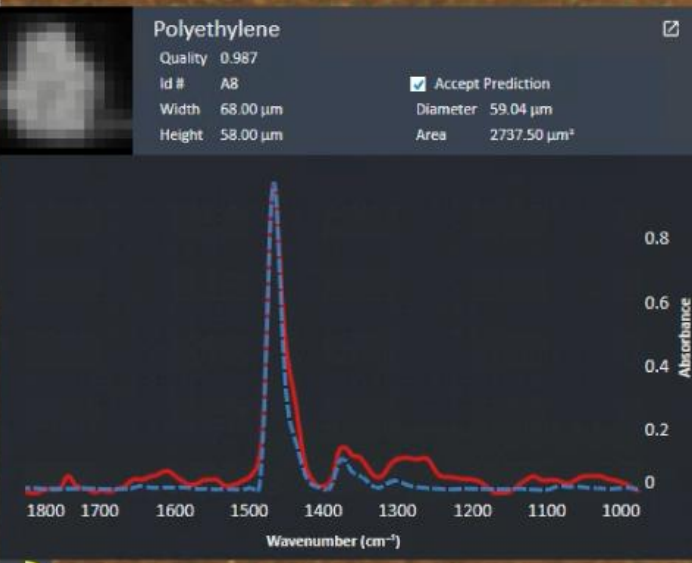 Polyethylene
Quality 0.987
Id # A8
Accept Prediction
Width 68.00 µm
Diameter 59.04 µm
Height 58.00 µm
Area 2737.50 µm²
0.8
0.6
0.4
0.2
0
Absorbance
1800 1700 1600 1500 1400 1300 1200 1100 1000
Wavenumber (cm⁻¹)